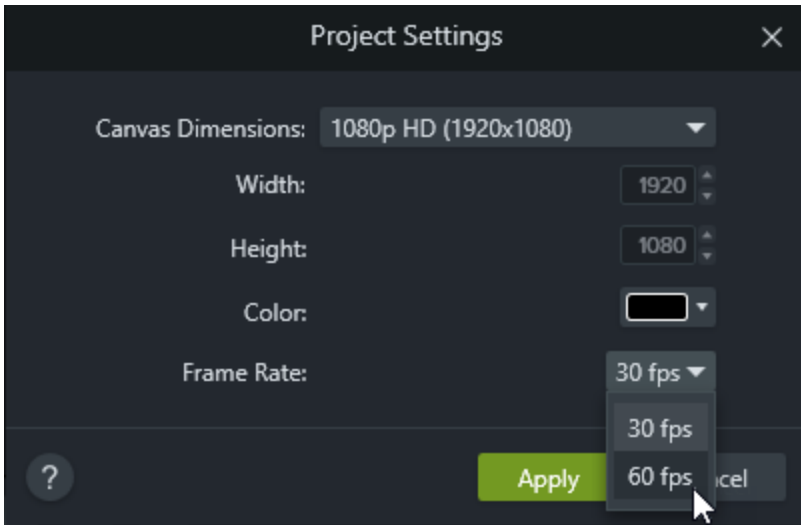 Project Settings
Canvas Dimensions: 1080p HD (1920x1080)
Width: 1920
Height: 1080
Color:
Frame Rate: 30 fps
30 fps
?
Apply
60 fps
cel